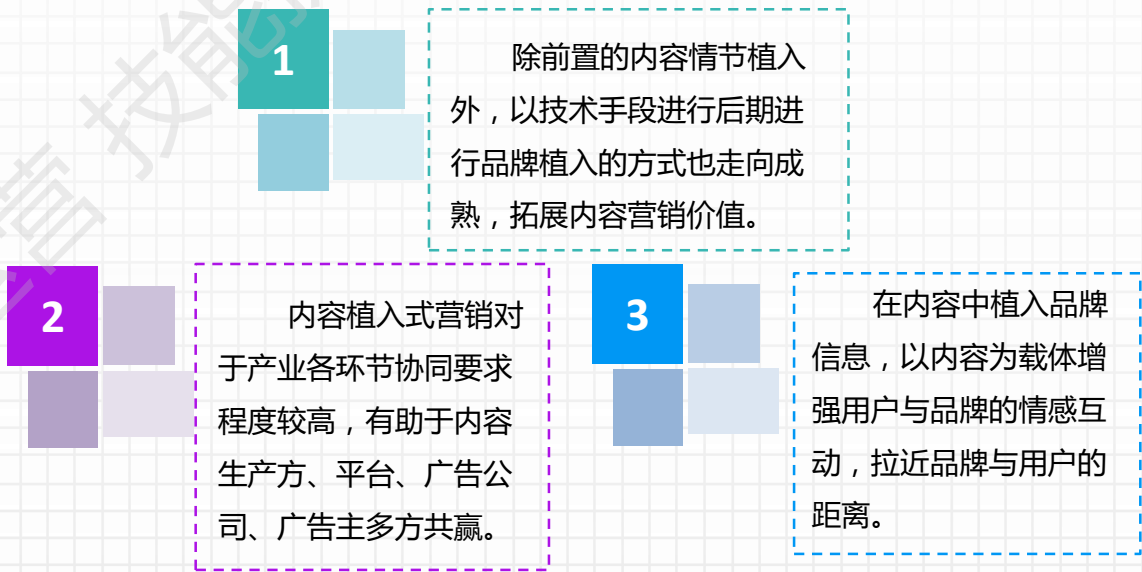 1
除前置的内容情节植入
外，以技术手段进行后期进
行品牌植入的方式也走向成
熟，拓展内容营销价值。
2
内容植入式营销对
于产业各环节协同要求
程度较高，有助于内容
生产方、平台、广告公
司、广告主多方共赢。
3
在内容中植入品牌
信息，以内容为载体增
强用户与品牌的情感互
动，拉近品牌与用户的
距离。
营 技能